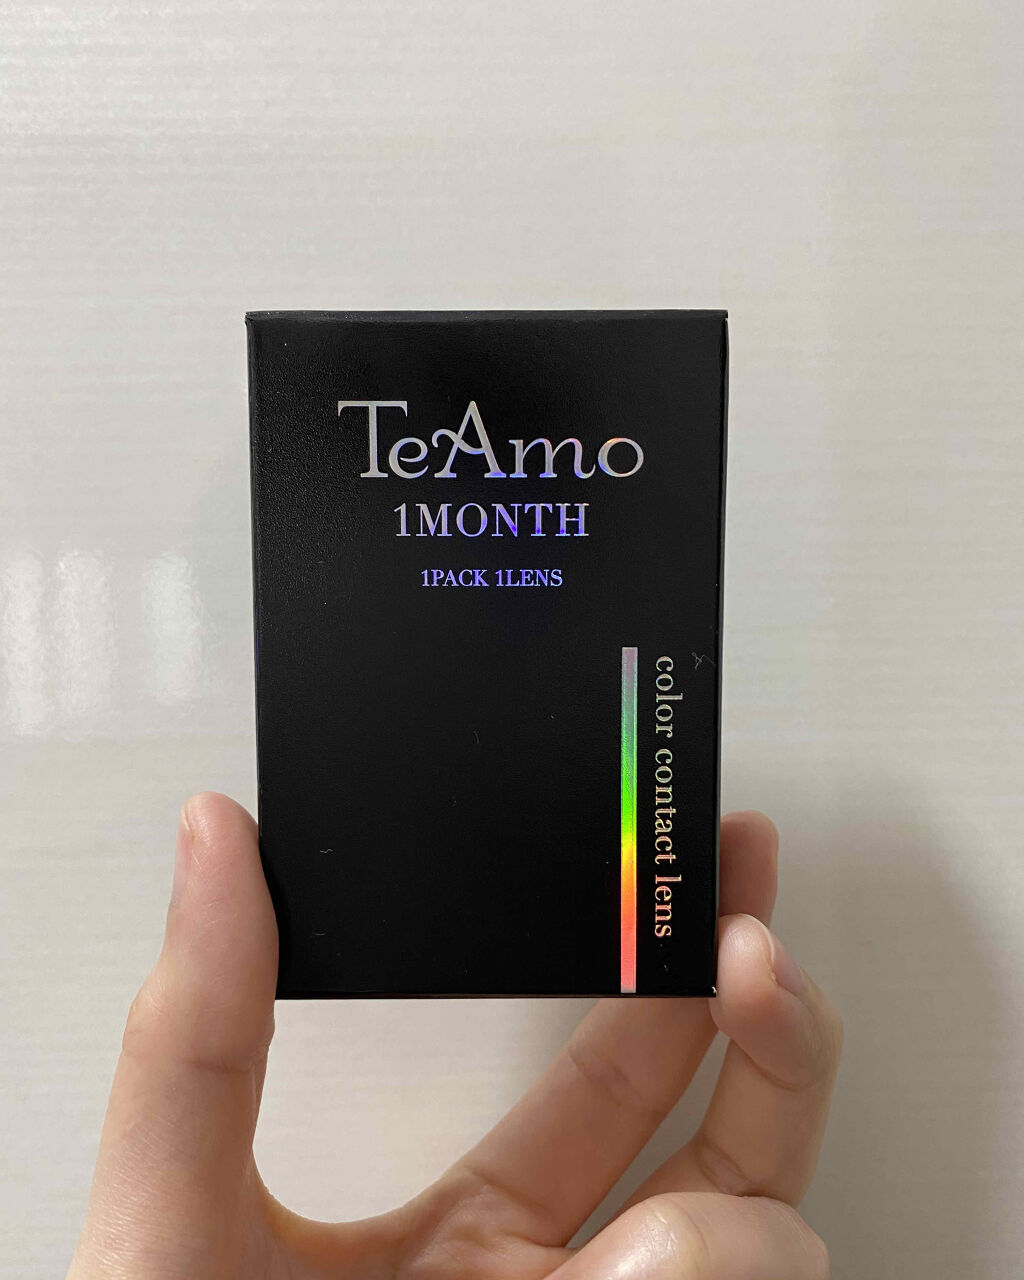 TeAmo
1MONTH
1PACK 1LENS
color contact lens